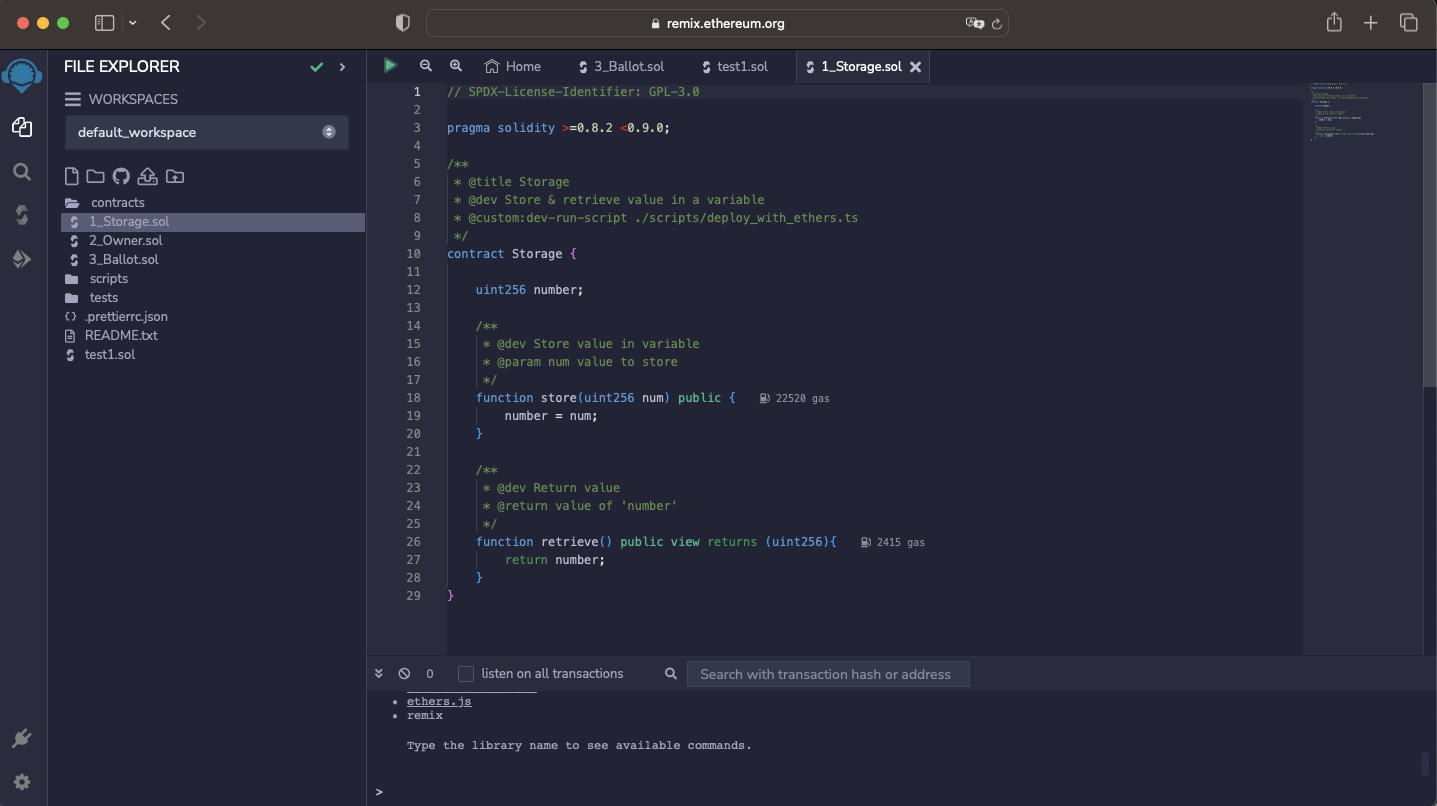 remix.ethereum.org
FILE EXPLORER
WORKSPACES
default_workspace
contracts
1_Storage.sol
2_Owner.sol
3_Ballot.sol
scripts
tests
.prettierrc.json
README.txt
test1.sol
Home
3_Ballot.sol
test1.sol
1_Storage.sol
1 // SPDX-License-Identifier: GPL-3.0
2
3 pragma solidity >=0.8.2 <0.9.0;
4
5 /**
6 * @title Storage
7 * @dev Store & retrieve value in a variable
8 * @custom:dev-run-script ./scripts/deploy_with_ethers.ts
9 */
10 contract Storage {
11
12 uint256 number;
13
14 /**
15 * @dev Store value in variable
16 * @param num value to store
17 */
18 function store(uint256 num) public { 22520 gas
19 number = num;
20 }
21
22 /**
23 * @dev Return value
24 * @return value of 'number'
25 */
26 function retrieve() public view returns (uint256){ 2415 gas
27 return number;
28 }
29 }
0
listen on all transactions
Search with transaction hash or address
• ethers.js
• remix
Type the library name to see available commands.
>